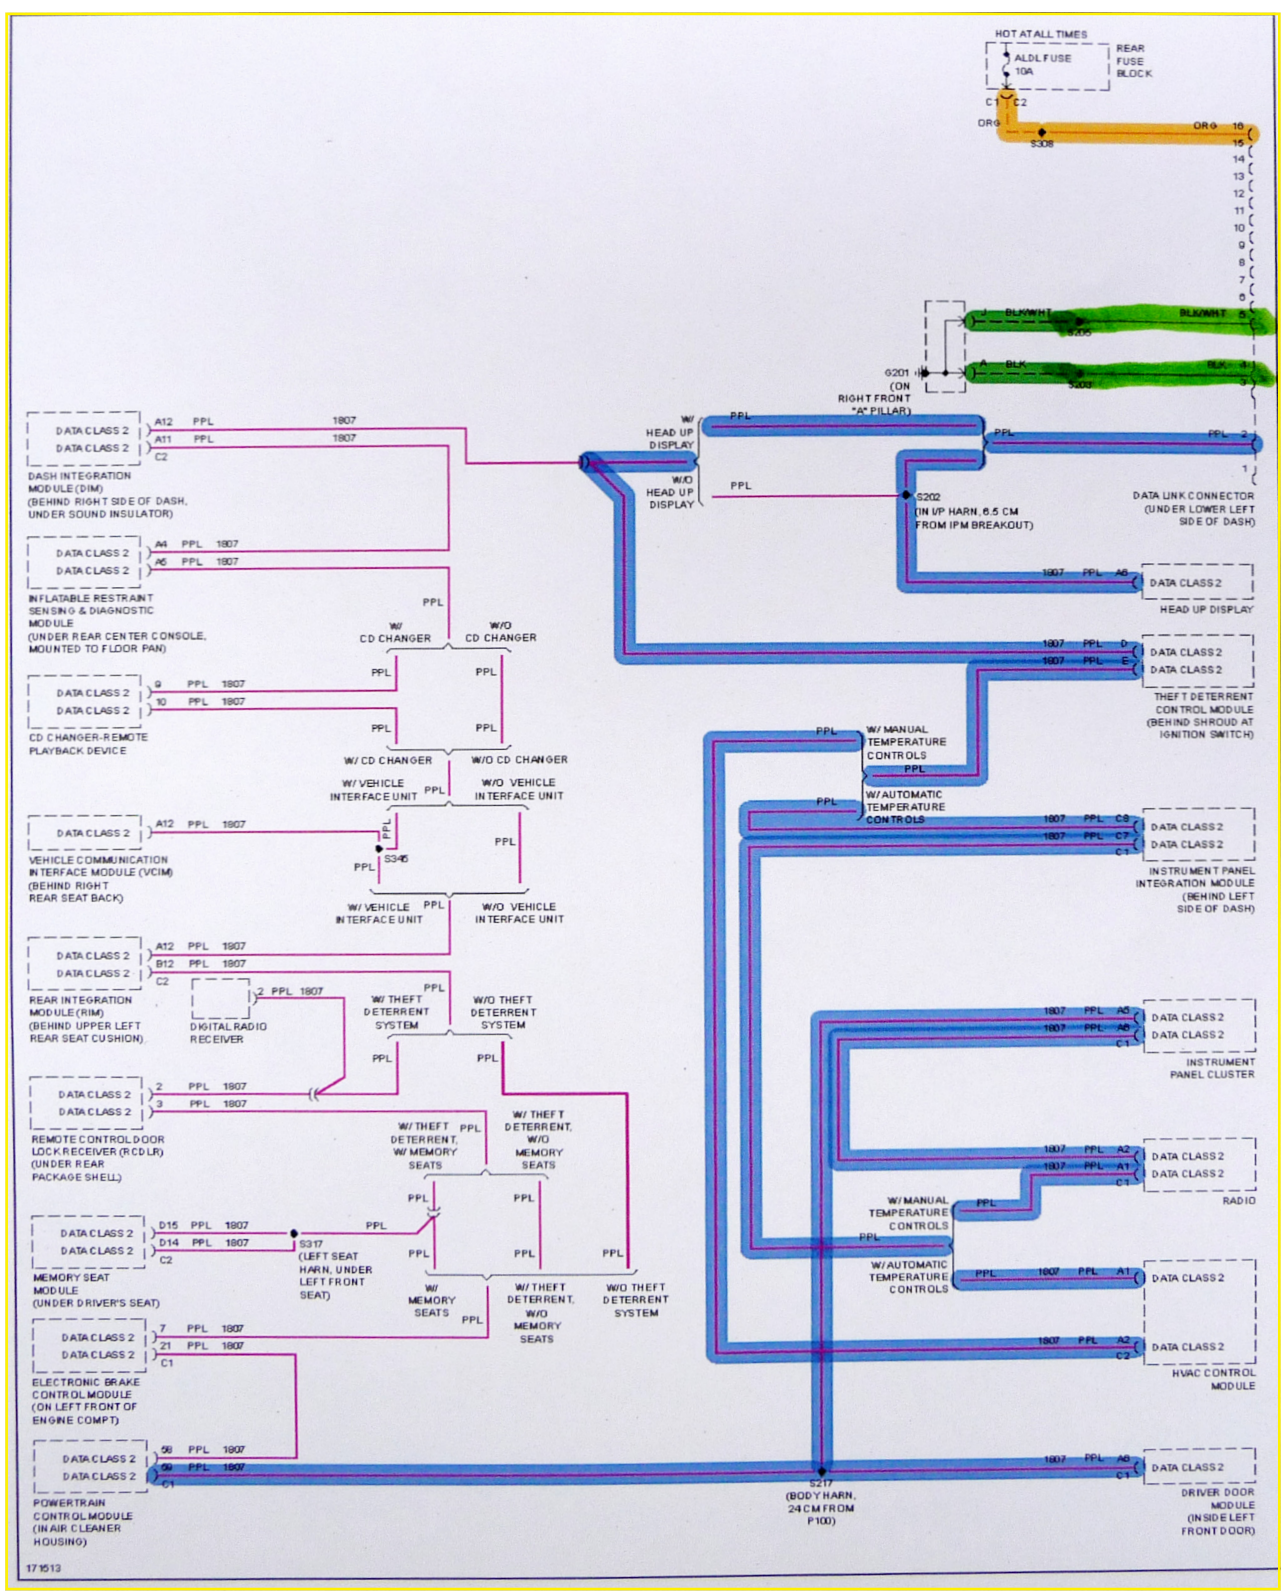 HOT AT ALL TIMES
ALDL FUSE
10A
REAR
FUSE
BLOCK
C1 C2
ORG
S308
ORG 16
15
14
13
12
11
10
9
8
7
6
J BLK/WHT
S205
BLK/WHT 5
A BLK
S203
BLK 4
3
G201
(ON
RIGHT FRONT
"A" PILLAR)
PPL
PPL
PPL 2
1
DATA LINK CONNECTOR
(UNDER LOWER LEFT
SIDE OF DASH)
W/
HEAD UP
DISPLAY
W/O
HEAD UP
DISPLAY
PPL
S202
(IN I/P HARN, 6.5 CM
FROM IPM BREAKOUT)
1807 PPL A6
DATA CLASS 2
HEAD UP DISPLAY
1807 PPL D
DATA CLASS 2
1807 PPL E
DATA CLASS 2
THEFT DETERRENT
CONTROL MODULE
(BEHIND SHROUD AT
IGNITION SWITCH)
PPL
W/ MANUAL
TEMPERATURE
CONTROLS
PPL
PPL
W/ AUTOMATIC
TEMPERATURE
CONTROLS
1807 PPL C8
DATA CLASS 2
1807 PPL C7
DATA CLASS 2
C1
INSTRUMENT PANEL
INTEGRATION MODULE
(BEHIND LEFT
SIDE OF DASH)
1807 PPL A5
DATA CLASS 2
1807 PPL A6
DATA CLASS 2
C1
INSTRUMENT
PANEL CLUSTER
1807 PPL A2
DATA CLASS 2
1807 PPL A1
DATA CLASS 2
C1
RADIO
W/ MANUAL
TEMPERATURE
CONTROLS
PPL
PPL
W/ AUTOMATIC
TEMPERATURE
CONTROLS
PPL 1807 A1
DATA CLASS 2
1807 PPL A2
DATA CLASS 2
C2
HVAC CONTROL
MODULE
1807 PPL A6
DATA CLASS 2
C1
DRIVER DOOR
MODULE
(INSIDE LEFT
FRONT DOOR)
S217
(BODY HARN,
24 CM FROM
P100)
DATA CLASS 2
A12 PPL 1807
DATA CLASS 2
A11 PPL 1807
C2
DASH INTEGRATION
MODULE (DIM)
(BEHIND RIGHT SIDE OF DASH,
UNDER SOUND INSULATOR)
DATA CLASS 2
A4 PPL 1807
DATA CLASS 2
A6 PPL 1807
INFLATABLE RESTRAINT
SENSING & DIAGNOSTIC
MODULE
(UNDER REAR CENTER CONSOLE,
MOUNTED TO FLOOR PAN)
PPL
W/
CD CHANGER
W/O
CD CHANGER
PPL
PPL
DATA CLASS 2
9 PPL 1807
DATA CLASS 2
10 PPL 1807
CD CHANGER-REMOTE
PLAYBACK DEVICE
PPL
PPL
W/ CD CHANGER
W/O CD CHANGER
W/ VEHICLE
INTERFACE UNIT
PPL
W/O VEHICLE
INTERFACE UNIT
DATA CLASS 2
A12 PPL 1807
PPL
S345
PPL
PPL
VEHICLE COMMUNICATION
INTERFACE MODULE (VCIM)
(BEHIND RIGHT
REAR SEAT BACK)
W/ VEHICLE
INTERFACE UNIT
PPL
W/O VEHICLE
INTERFACE UNIT
DATA CLASS 2
A12 PPL 1807
DATA CLASS 2
B12 PPL 1807
C2
REAR INTEGRATION
MODULE (RIM)
(BEHIND UPPER LEFT
REAR SEAT CUSHION)
2 PPL 1807
DIGITAL RADIO
RECEIVER
W/ THEFT
DETERRENT
SYSTEM
PPL
W/O THEFT
DETERRENT
SYSTEM
PPL
PPL
DATA CLASS 2
2 PPL 1807
DATA CLASS 2
3 PPL 1807
REMOTE CONTROL DOOR
LOCK RECEIVER (RCDLR)
(UNDER REAR
PACKAGE SHELL)
W/ THEFT
DETERRENT,
W/ MEMORY
SEATS
PPL
W/ THEFT
DETERRENT,
W/O
MEMORY
SEATS
PPL
PPL
DATA CLASS 2
D15 PPL 1807
PPL
DATA CLASS 2
D14 PPL 1807
C2
MEMORY SEAT
MODULE
(UNDER DRIVER'S SEAT)
S317
(LEFT SEAT
HARN, UNDER
LEFT FRONT
SEAT)
PPL
PPL
PPL
W/
MEMORY
SEATS
PPL
W/ THEFT
DETERRENT,
W/O
MEMORY
SEATS
W/O THEFT
DETERRENT
SYSTEM
DATA CLASS 2
7 PPL 1807
DATA CLASS 2
21 PPL 1807
C1
ELECTRONIC BRAKE
CONTROL MODULE
(ON LEFT FRONT OF
ENGINE COMPT)
DATA CLASS 2
58 PPL 1807
DATA CLASS 2
59 PPL 1807
C1
POWERTRAIN
CONTROL MODULE
(IN AIR CLEANER
HOUSING)
171513